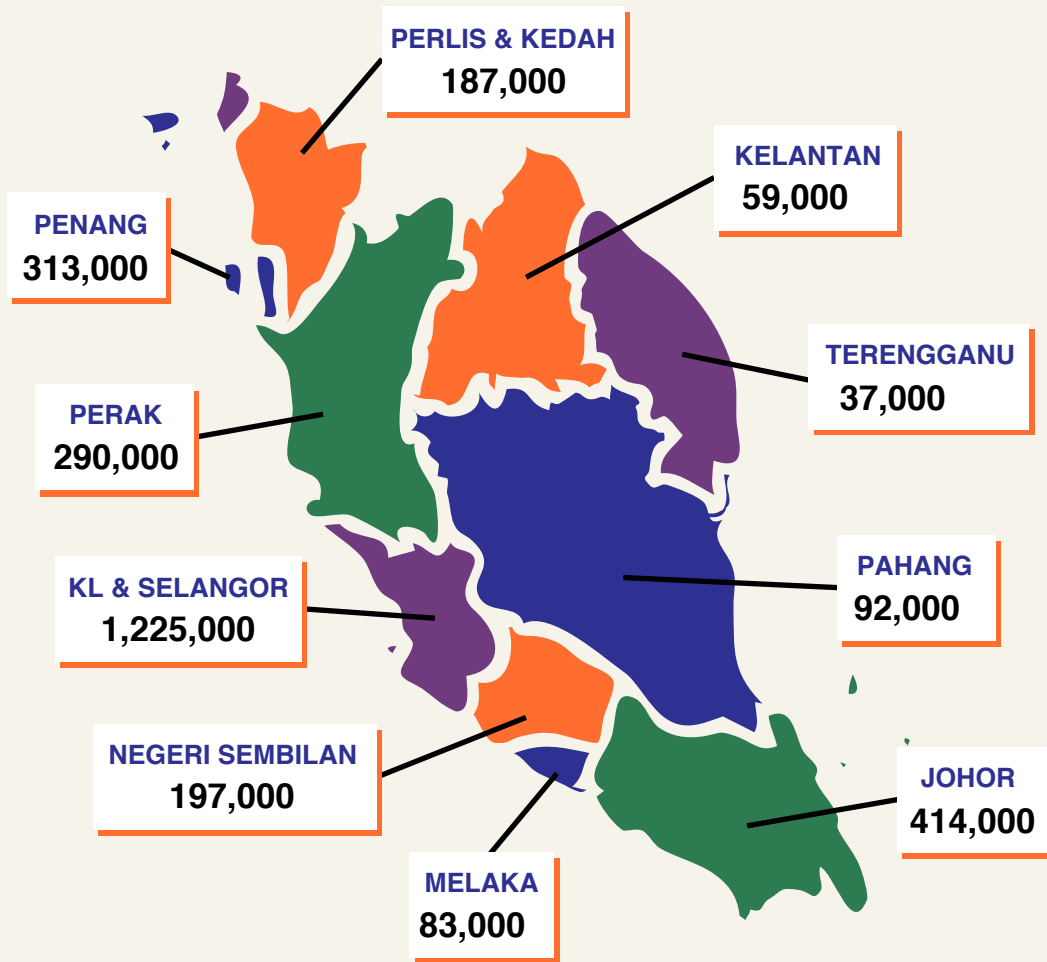 PERLIS & KEDAH
187,000
KELANTAN
59,000
PENANG
313,000
TERENGGANU
37,000
PERAK
290,000
PAHANG
92,000
KL & SELANGOR
1,225,000
NEGERI SEMBILAN
197,000
JOHOR
414,000
MELAKA
83,000